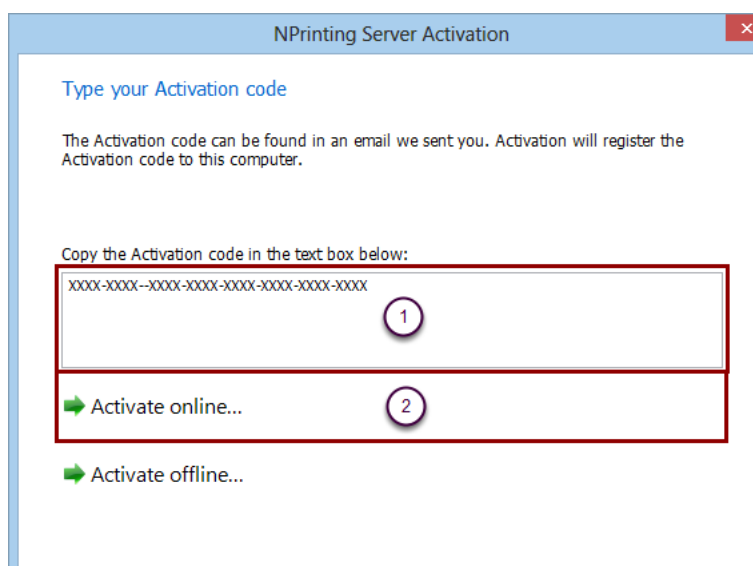 NPrinting Server Activation
Type your Activation code
The Activation code can be found in an email we sent you. Activation will register the
Activation code to this computer.
Copy the Activation code in the text box below:
XXXX-XXXX--XXXX-XXXX-XXXX-XXXX-XXXX-XXXX
1
Activate online...
2
Activate offline...